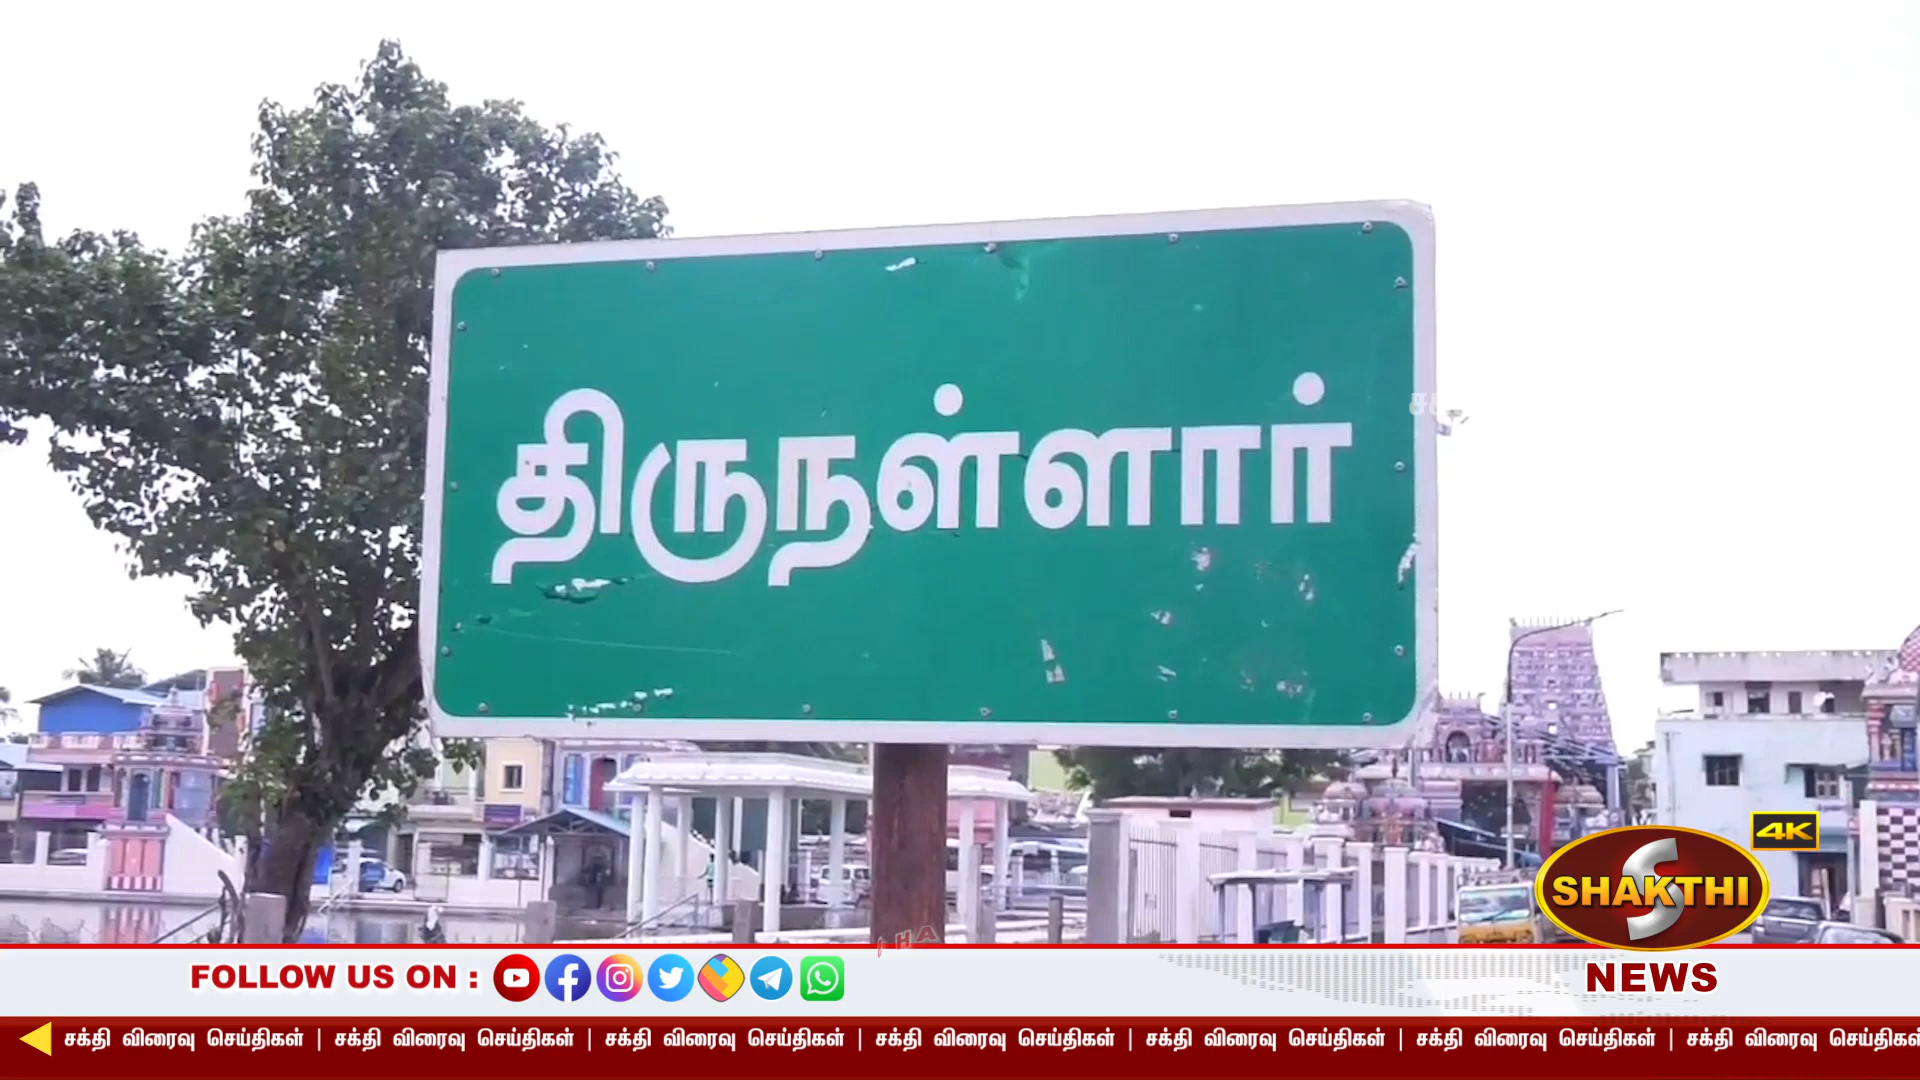 திருநள்ளார்
4K
SHAKTHI
NEWS
FOLLOW US ON :
சக்தி விரைவு செய்திகள் | சக்தி விரைவு செய்திகள் | சக்தி விரைவு செய்திகள் | சக்தி விரைவு செய்திகள் | சக்தி விரைவு செய்திகள் | சக்தி விரைவு செய்திகள் | சக்தி விரைவு செய்திகள்